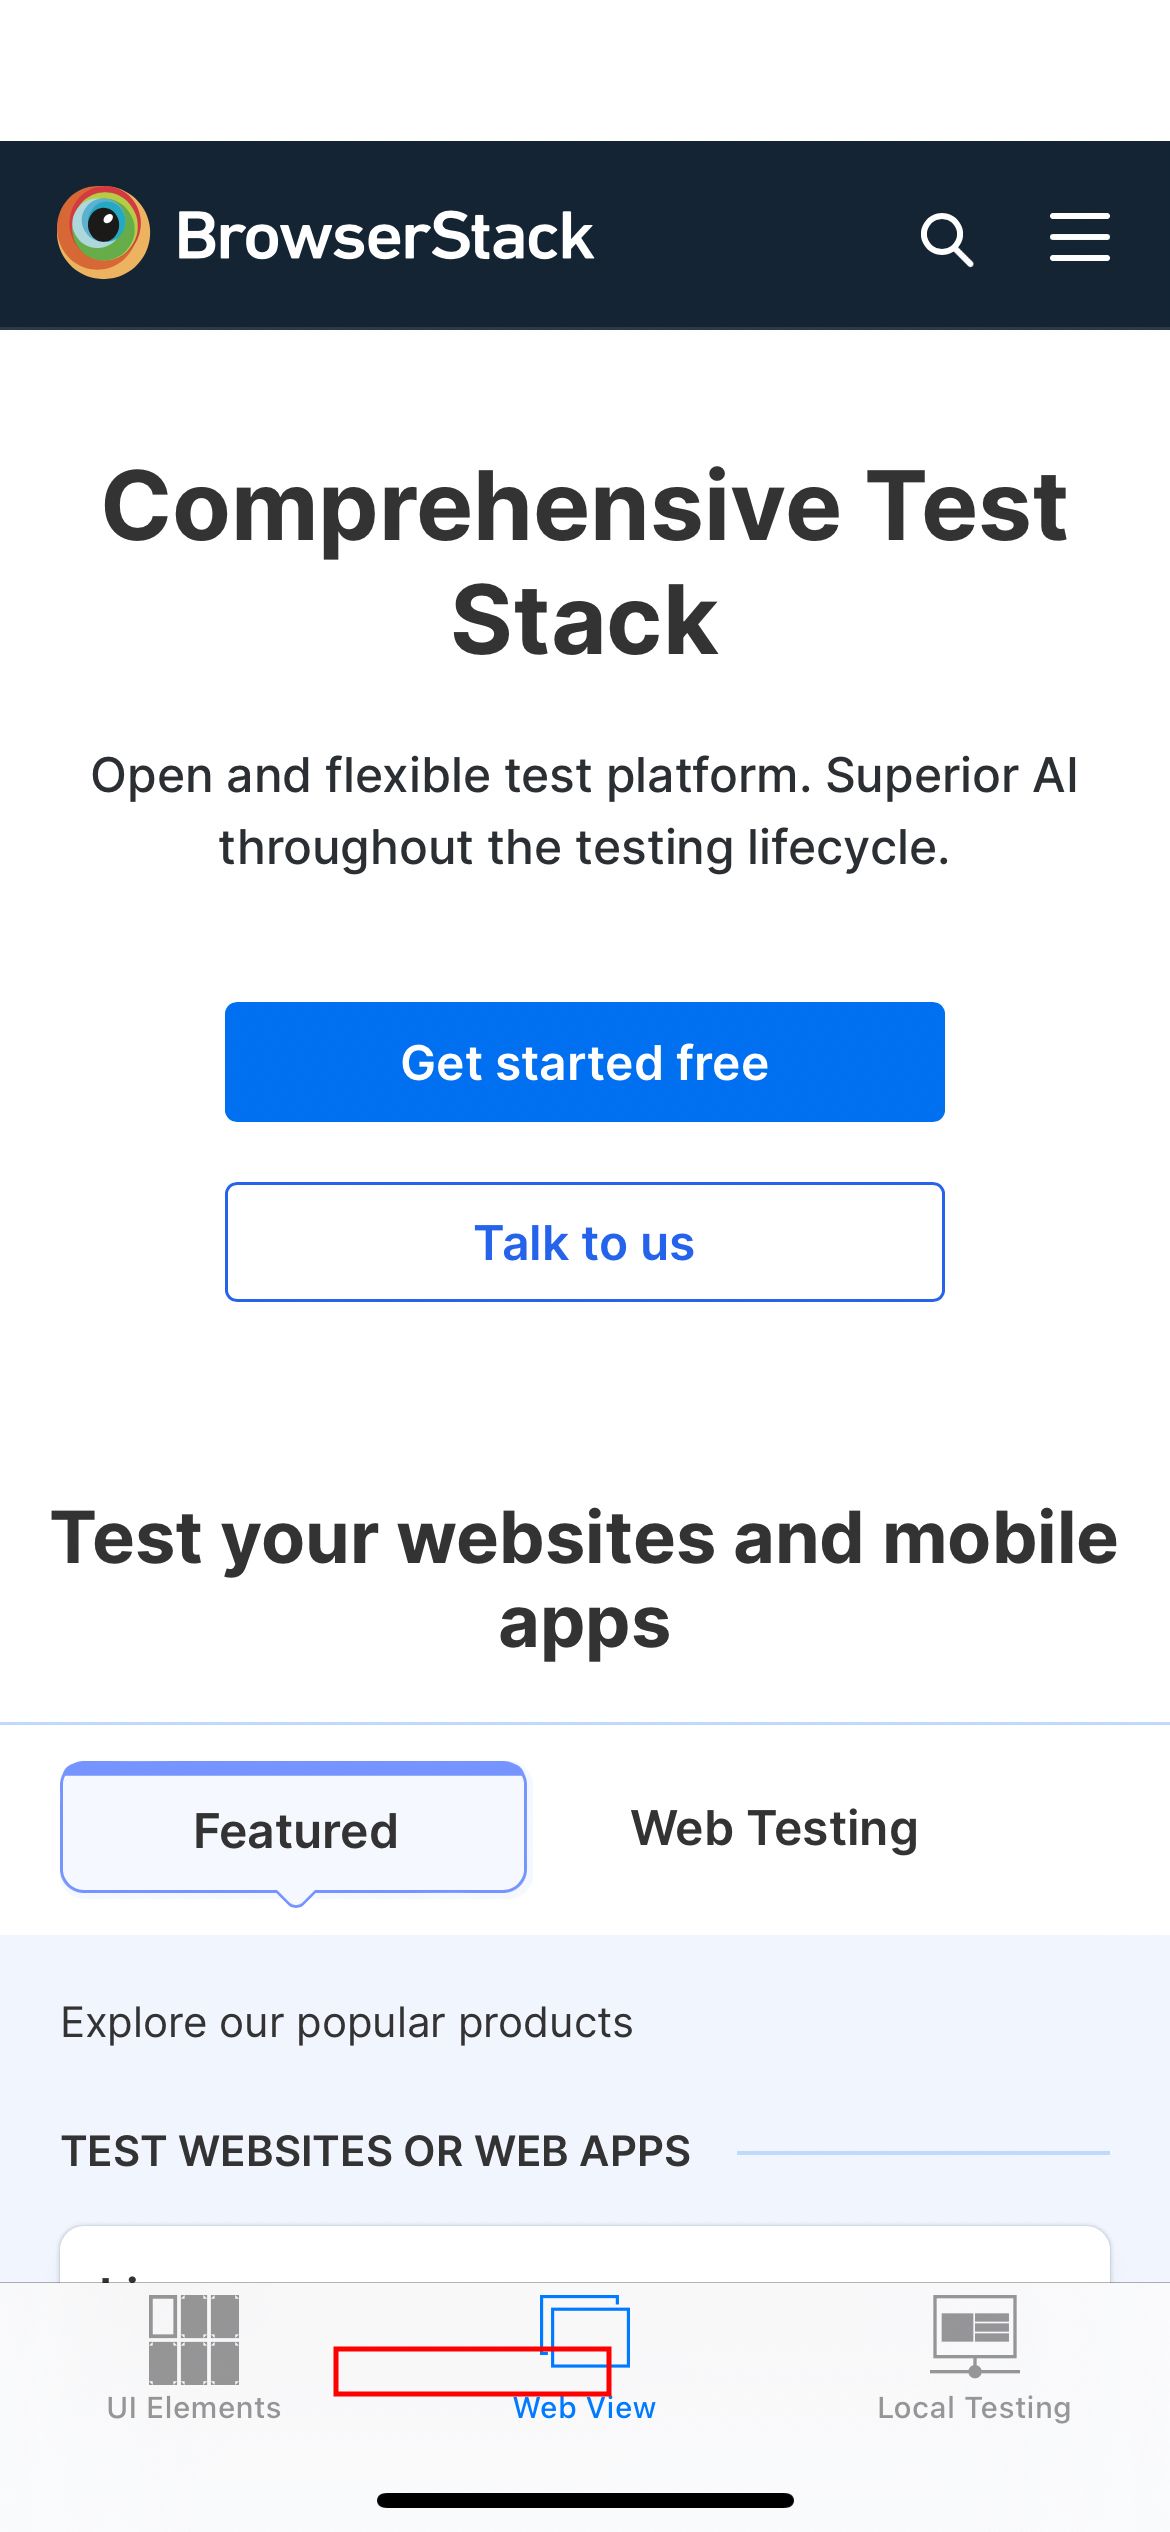 BrowserStack
Comprehensive Test
Stack
Open and flexible test platform. Superior AI
throughout the testing lifecycle.
Get started free
Talk to us
Test your websites and mobile
apps
Featured
Web Testing
Explore our popular products
TEST WEBSITES OR WEB APPS
UI Elements
Web View
Local Testing